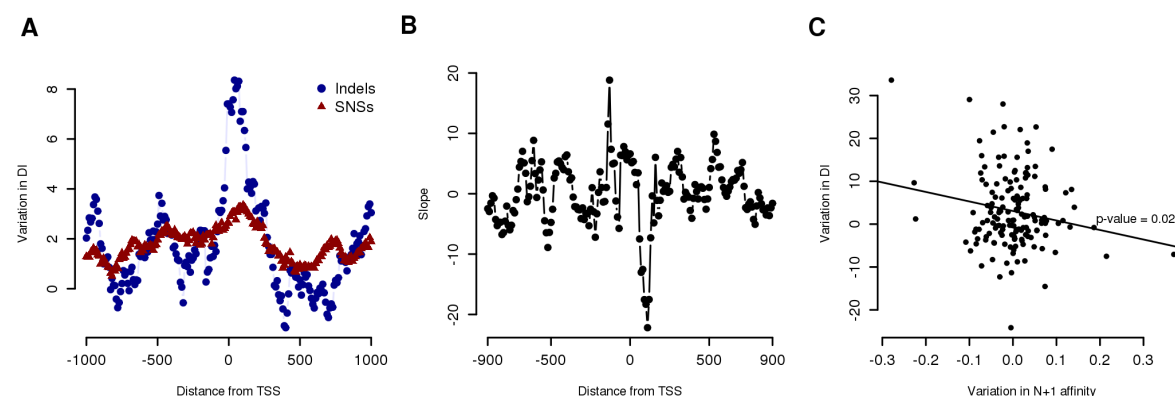 A
Variation in DI
8
6
4
2
0
-1000
-500
0
500
1000
Distance from TSS
Indels
SNSs
B
Slope
20
10
0
-10
-20
-900
-500
0
500
900
Distance from TSS
C
Variation in DI
30
20
10
0
-10
-20
-0.3
-0.2
-0.1
0.0
0.1
0.2
0.3
Variation in N+1 affinity
p-value = 0.02